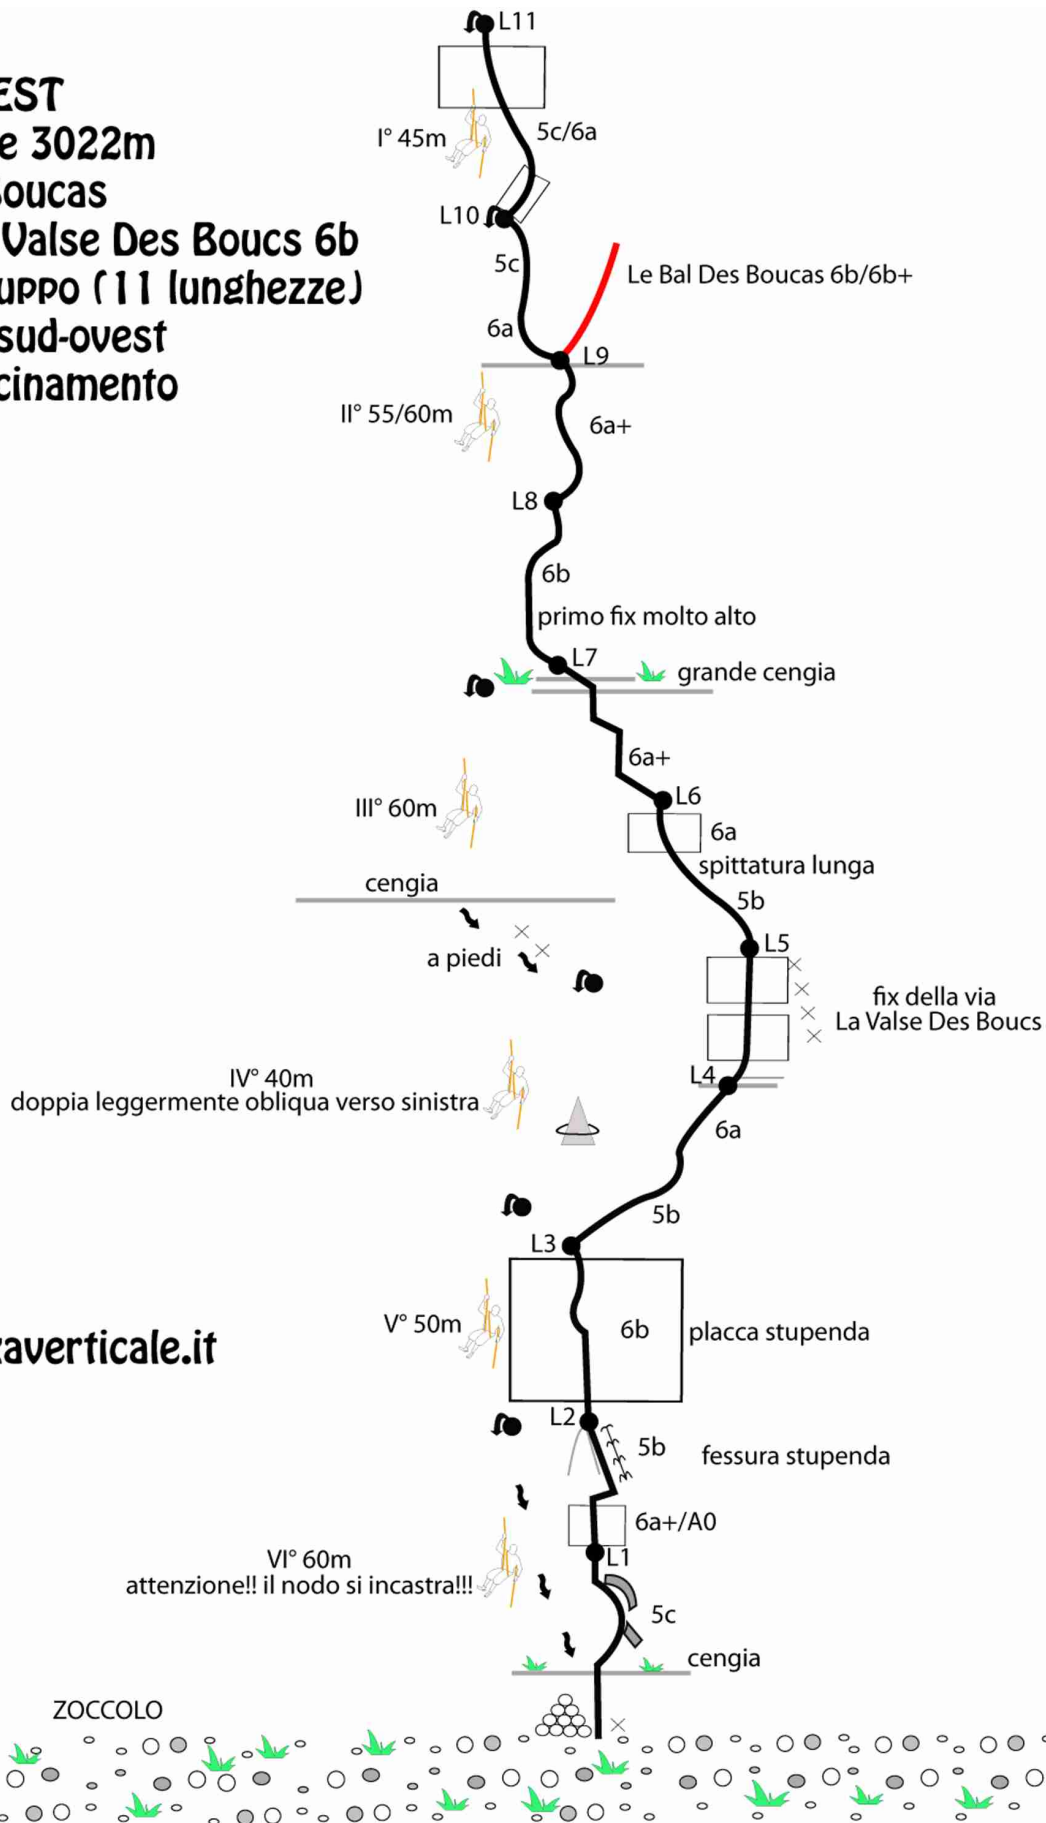 L11
EST
e 3022m
Boucas
Valse Des Boucs 6b
uppo (11 lunghezze)
sud-ovest
cinamento
I° 45m
5c/6a
L10
5c
Le Bal Des Boucas 6b/6b+
6a
L9
II° 55/60m
6a+
L8
6b
primo fix molto alto
L7
grande cengia
6a+
L6
III° 60m
6a
spittatura lunga
cengia
5b
L5
a piedi
fix della via
La Valse Des Boucs
L4
IV° 40m
doppia leggermente obliqua verso sinistra
6a
5b
L3
V° 50m
6b
placca stupenda
zaverticale.it
L2
5b
fessura stupenda
6a+/A0
L1
VI° 60m
attenzione!! il nodo si incastra!!!
5c
cengia
ZOCCOLO